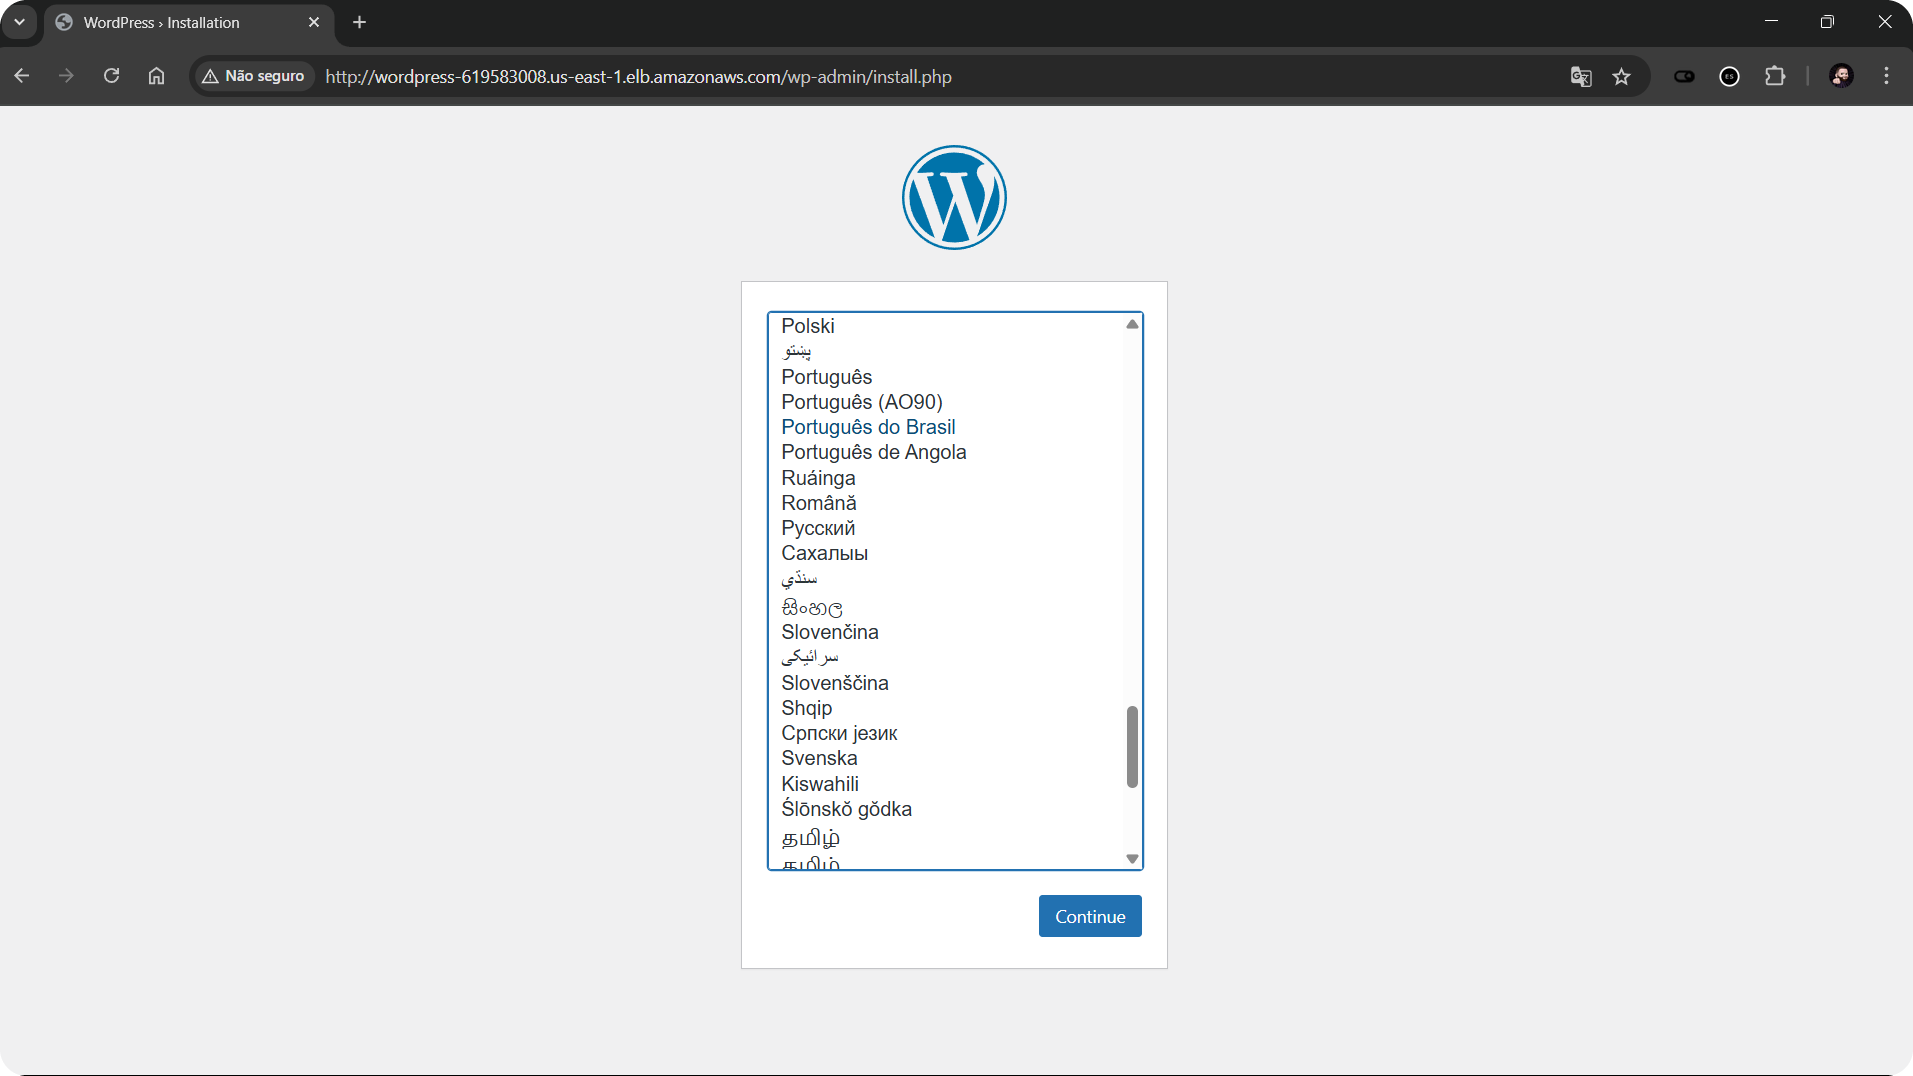 WordPress › Installation
Não seguro
http://wordpress-619583008.us-east-1.elb.amazonaws.com/wp-admin/install.php
ES
Polski
پښتو
Português
Português (AO90)
Português do Brasil
Português de Angola
Ruáinga
Română
Русский
Сахалыы
سنڌي
සිංහල
Slovenčina
سرائیکی
Slovenščina
Shqip
Српски језик
Svenska
Kiswahili
Ślōnskŏ gŏdka
தமிழ்
தமிழ்
Continue